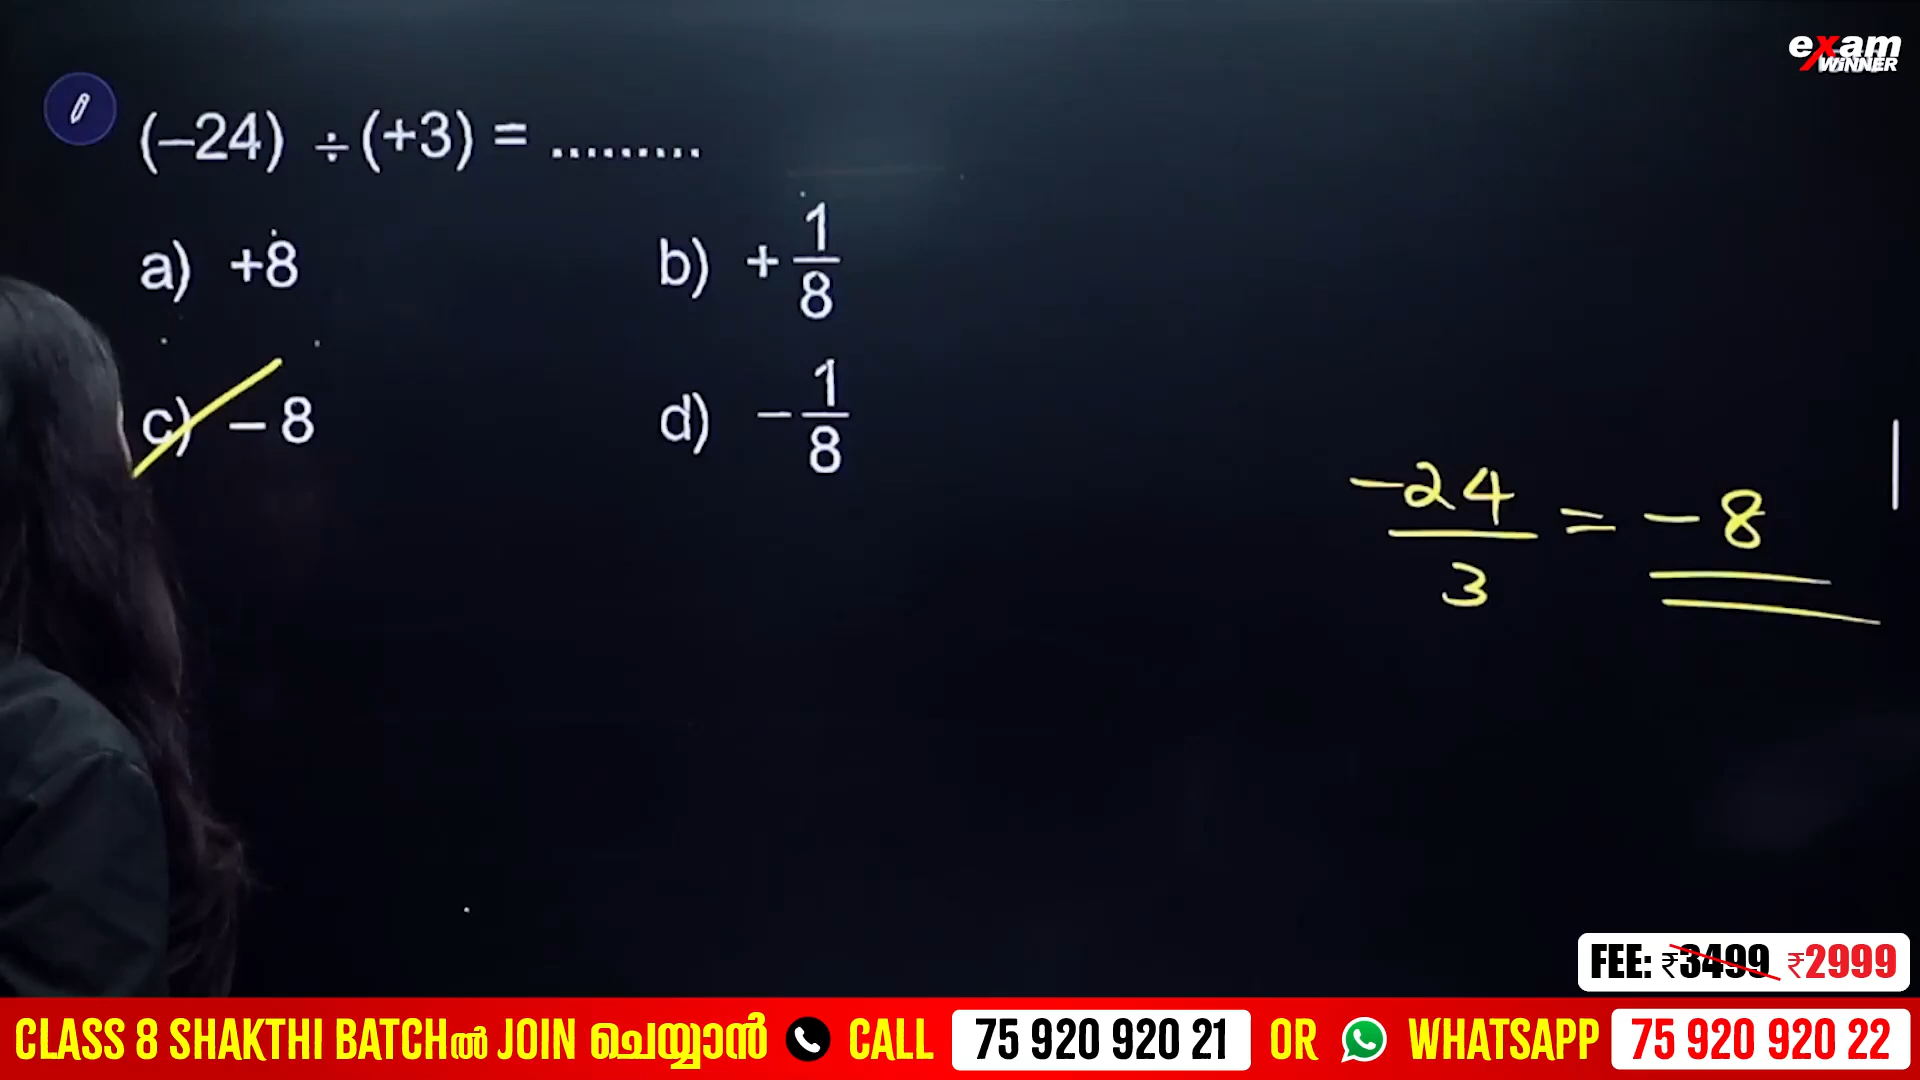 exam
WINNER
(–24) ÷ (+3) = .........
a) +8
b) + 1/8
c) – 8
d) – 1/8
-24/3 = -8
FEE: ₹3499 ₹2999
CLASS 8 SHAKTHI BATCHൽ JOIN ചെയ്യാൻ CALL 75 920 920 21 OR WHATSAPP 75 920 920 22